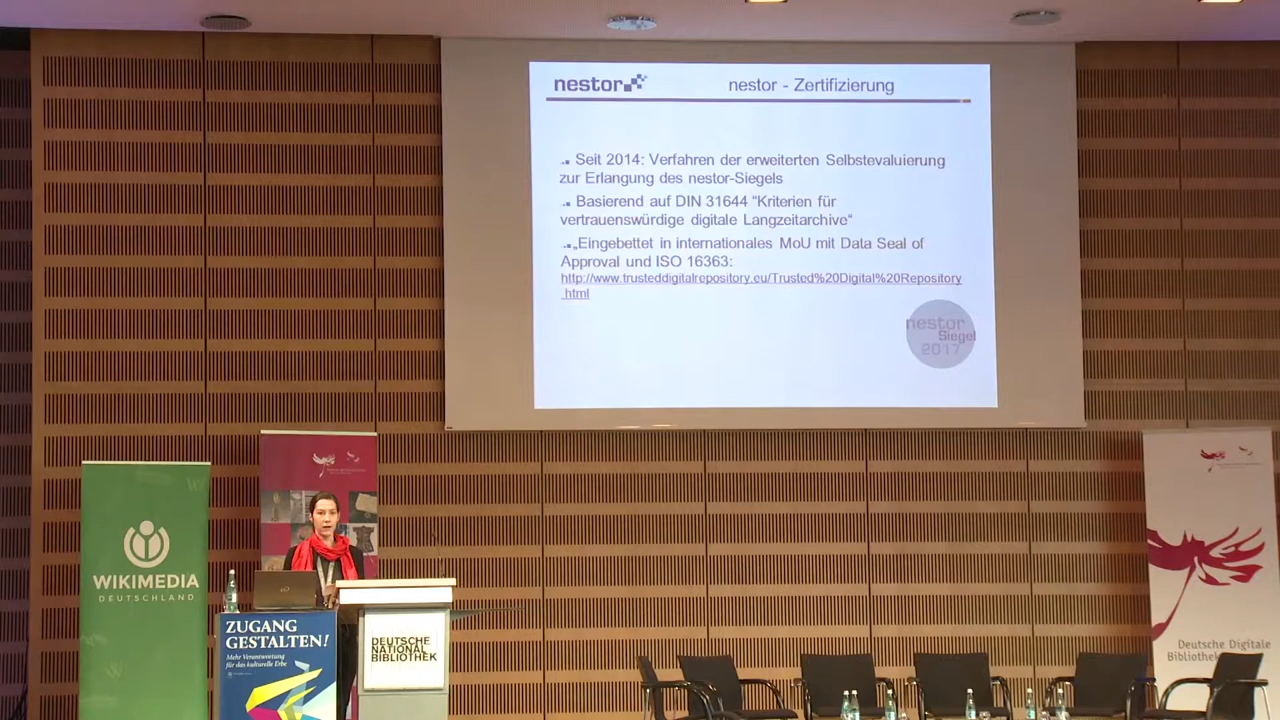 nestor
nestor - Zertifizierung
Seit 2014: Verfahren der erweiterten Selbstevaluierung
zur Erlangung des nestor-Siegels
Basierend auf DIN 31644 “Kriterien für
vertrauenswürdige digitale Langzeitarchive“
„Eingebettet in internationales MoU mit Data Seal of
Approval und ISO 16363:
http://www.trusteddigitalrepository.eu/Trusted%20Digital%20Repository
.html
nestor
Siegel
2017
WIKIMEDIA
DEUTSCHLAND
ZUGANG
GESTALTEN!
Mehr Verantwortung
für das kulturelle Erbe
DEUTSCHE
NATIONAL
BIBLIOTHEK
Deutsche Digitale
Bibliothek